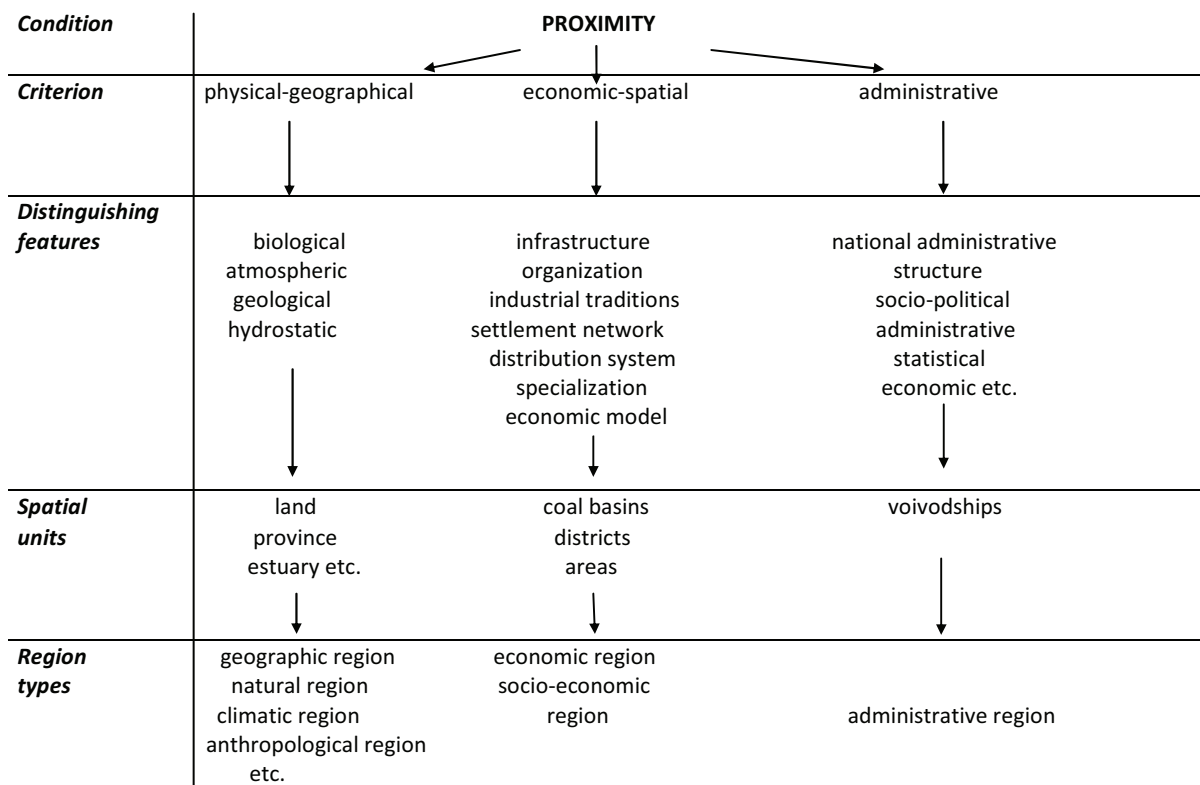 Condition PROXIMITY
Criterion physical-geographical economic-spatial administrative
Distinguishing
features biological infrastructure national administrative
atmospheric organization structure
geological industrial traditions socio-political
hydrostatic settlement network administrative
distribution system statistical
specialization economic etc.
economic model
Spatial land coal basins voivodships
units province districts
estuary etc. areas
Region geographic region economic region
types natural region socio-economic
climatic region region administrative region
anthropological region
etc.